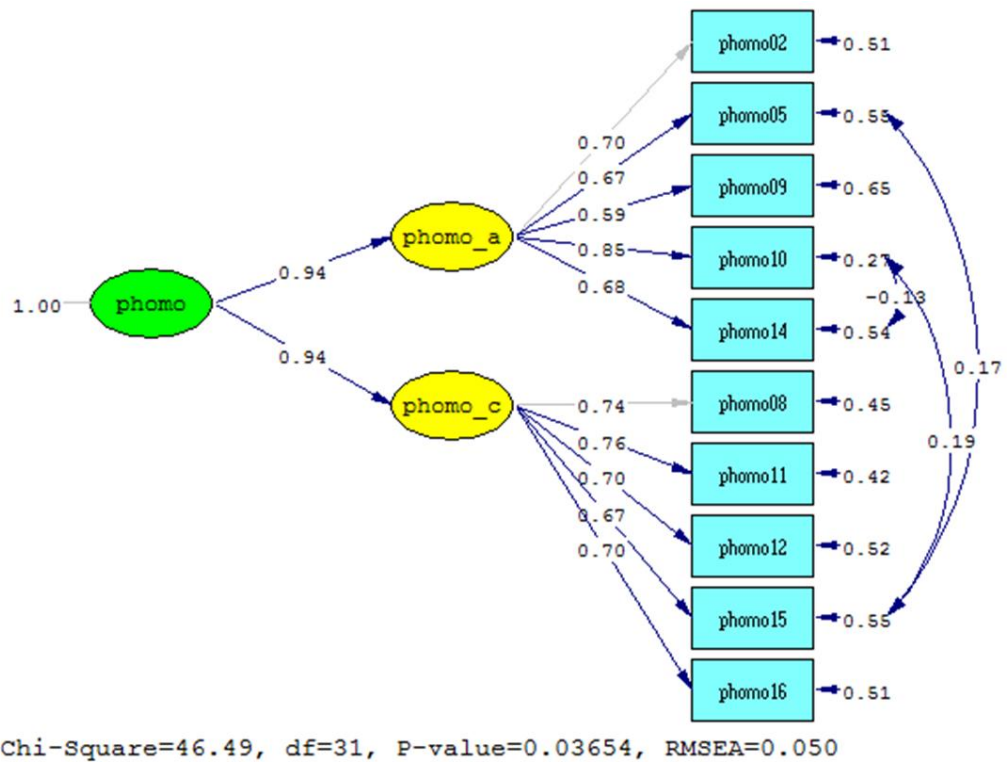 phomo02
0.51
phomo05
0.55
0.70
0.67
phomo09
0.65
0.59
phomo_a
0.85
phomo10
0.27
0.94
0.68
-0.13
1.00
phomo
phomo14
0.54
0.94
0.17
phomo_c
0.74
phomo08
0.45
0.76
0.19
phomo11
0.42
0.70
0.67
phomo12
0.52
0.70
phomo15
0.55
phomo16
0.51
Chi-Square=46.49, df=31, P-value=0.03654, RMSEA=0.050